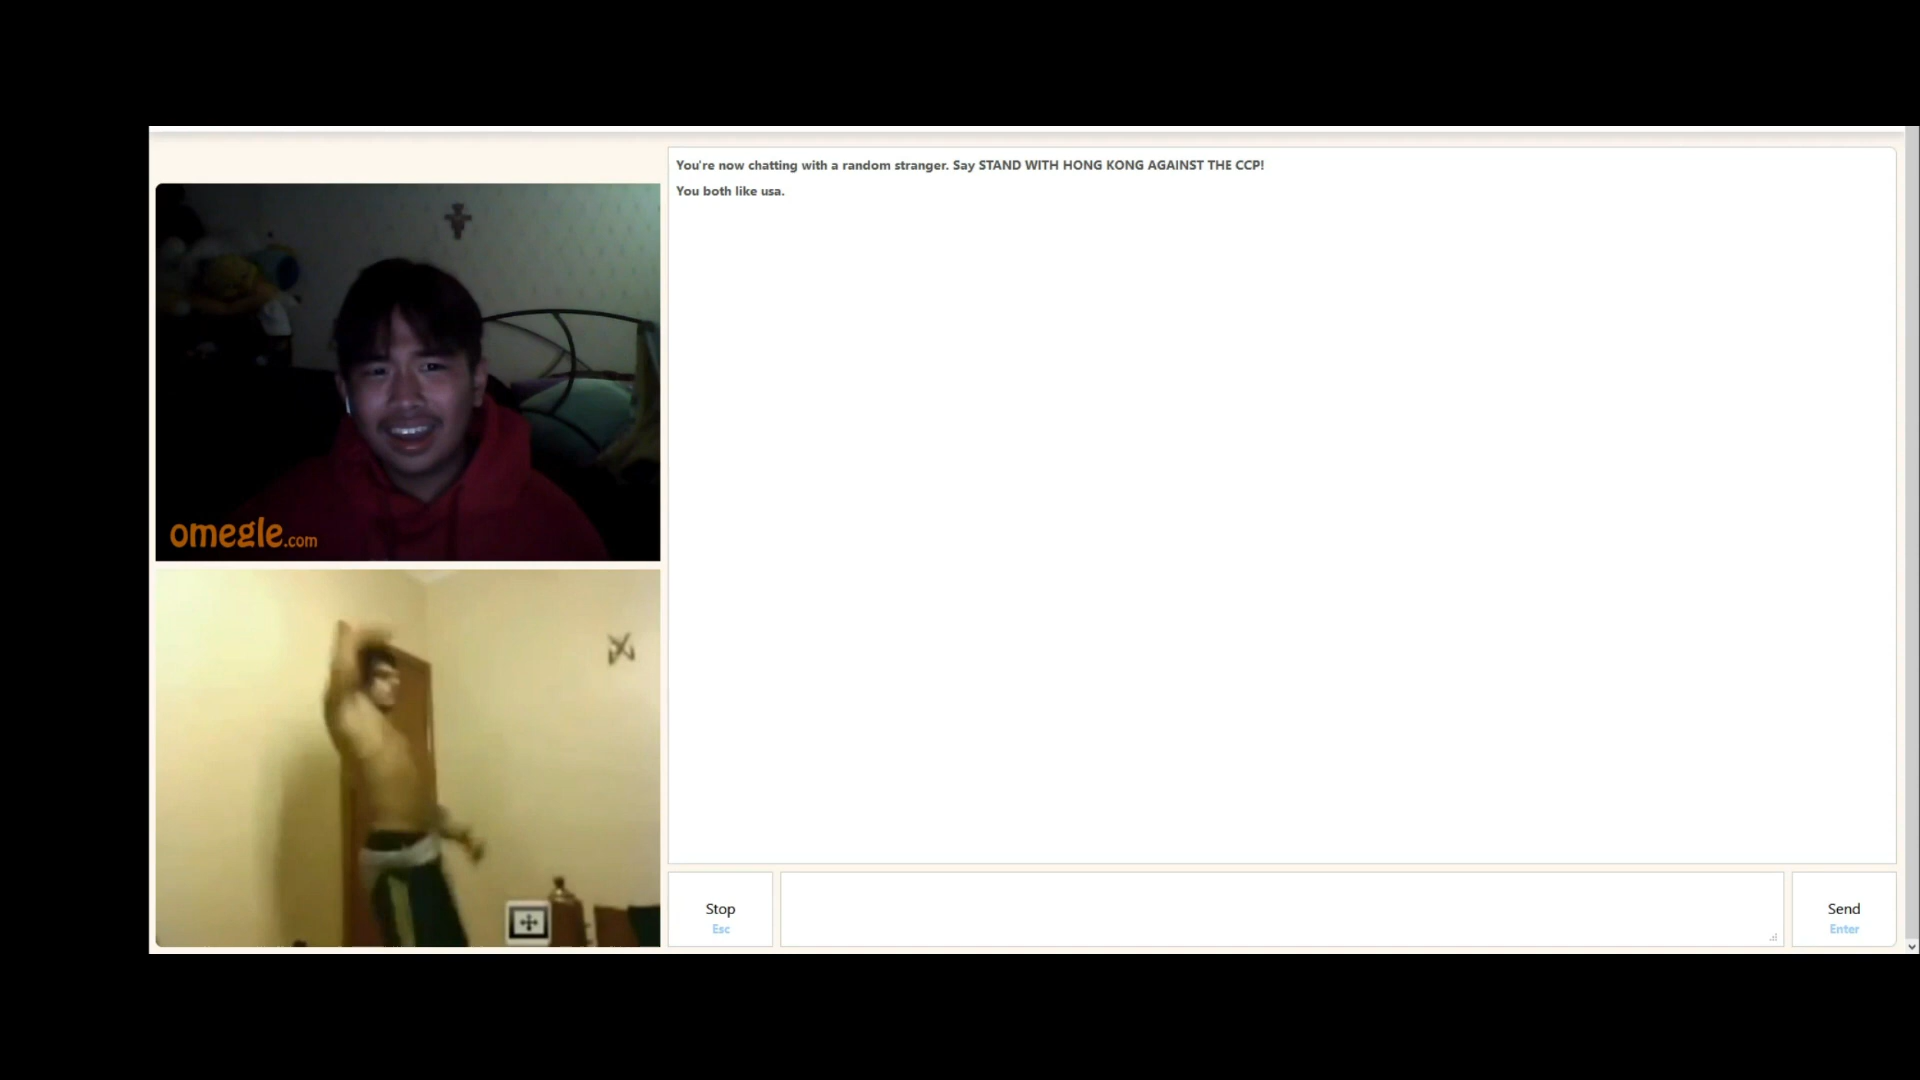 You're now chatting with a random stranger. Say STAND WITH HONG KONG AGAINST THE CCP!
You both like usa.
omegle.com
Stop
Esc
Send
Enter